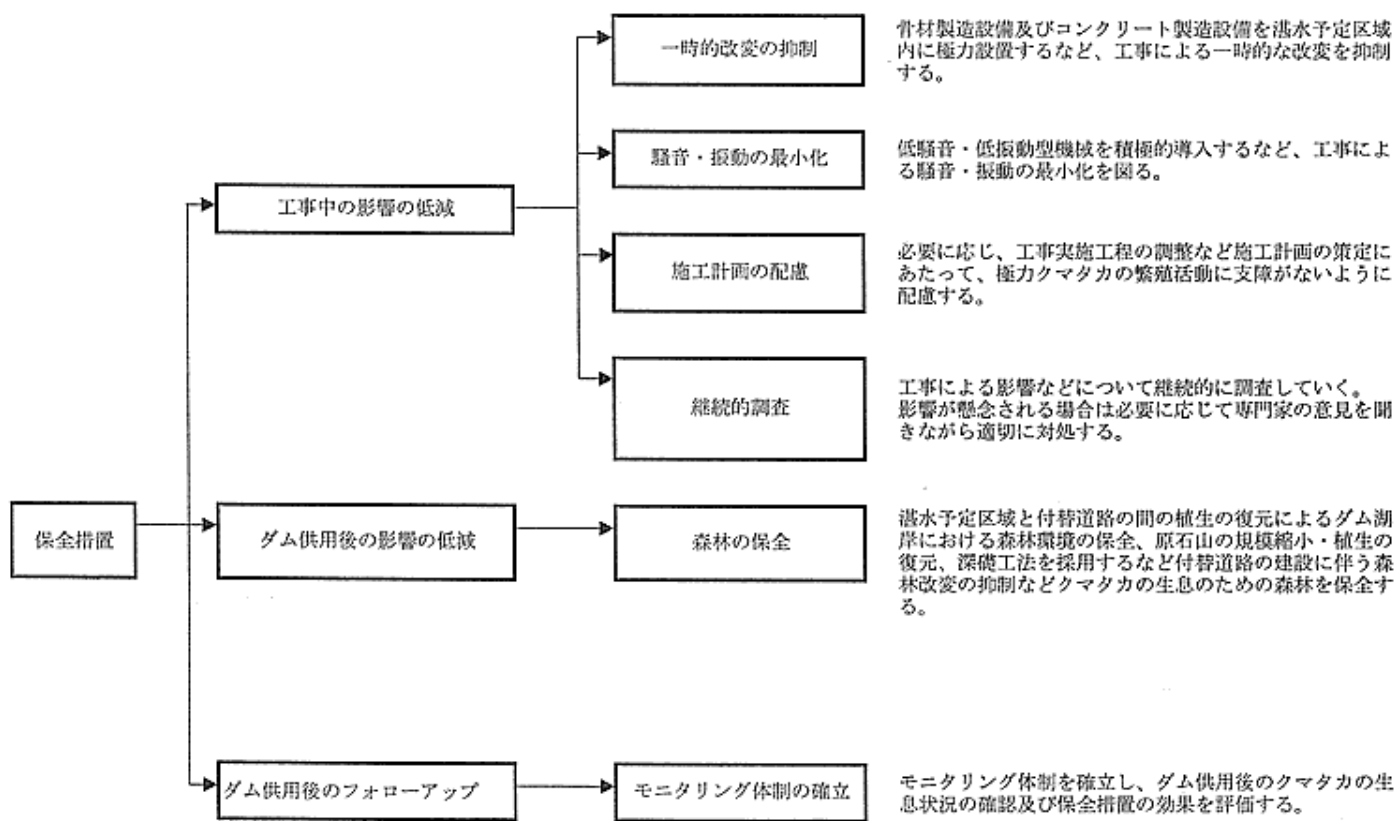 一時的改変の抑制
骨材製造設備及びコンクリート製造設備を湛水予定区域
内に極力設置するなど、工事による一時的な改変を抑制
する。
騒音・振動の最小化
低騒音・低振動型機械を積極的導入するなど、工事によ
る騒音・振動の最小化を図る。
工事中の影響の低減
施工計画の配慮
必要に応じ、工事実施工程の調整など施工計画の策定に
あたって、極力クマタカの繁殖活動に支障がないように
配慮する。
継続的調査
工事による影響などについて継続的に調査していく。
影響が懸念される場合は必要に応じて専門家の意見を聞
きながら適切に対処する。
保全措置
ダム供用後の影響の低減
森林の保全
湛水予定区域と付替道路の間の植生の復元によるダム湖
岸における森林環境の保全、原石山の規模縮小・植生の
復元、深礎工法を採用するなど付替道路の建設に伴う森
林改変の抑制などクマタカの生息のための森林を保全す
る。
ダム供用後のフォローアップ
モニタリング体制の確立
モニタリング体制を確立し、ダム供用後のクマタカの生
息状況の確認及び保全措置の効果を評価する。